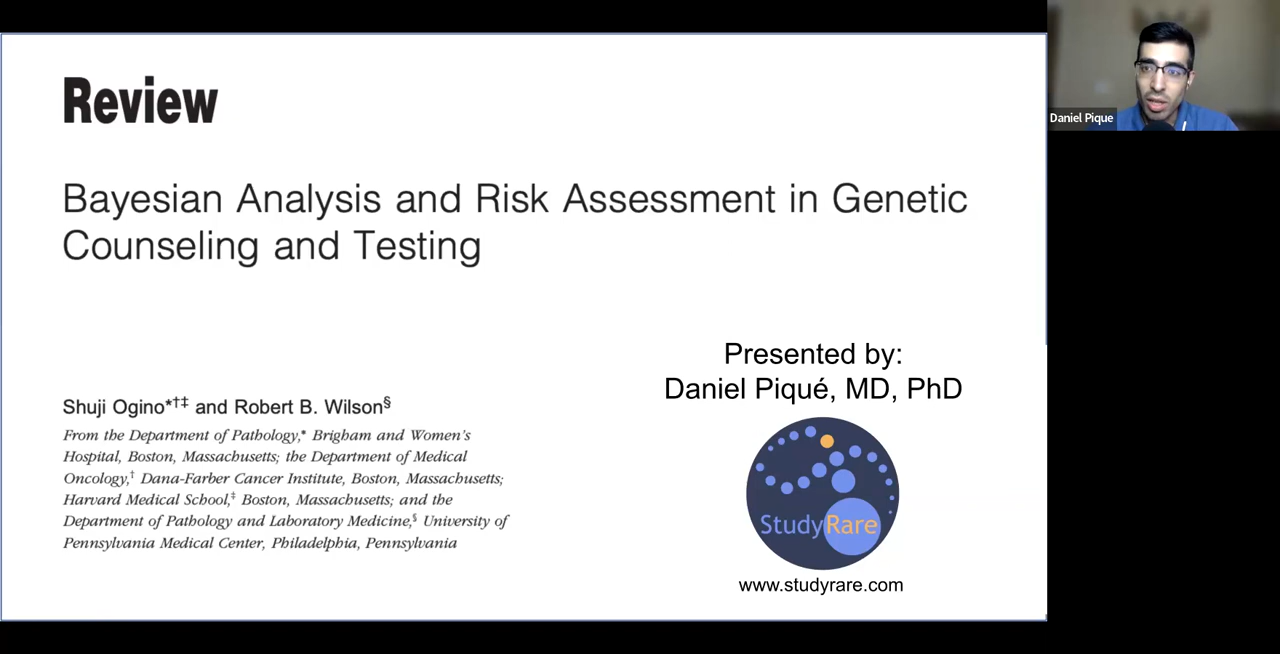 Review
Bayesian Analysis and Risk Assessment in Genetic
Counseling and Testing
Shuji Ogino*†‡ and Robert B. Wilson§
From the Department of Pathology,* Brigham and Women's
Hospital, Boston, Massachusetts; the Department of Medical
Oncology,† Dana-Farber Cancer Institute, Boston, Massachusetts;
Harvard Medical School,‡ Boston, Massachusetts; and the
Department of Pathology and Laboratory Medicine,§ University of
Pennsylvania Medical Center, Philadelphia, Pennsylvania
Presented by:
Daniel Piqué, MD, PhD
StudyRare
www.studyrare.com
Daniel Pique